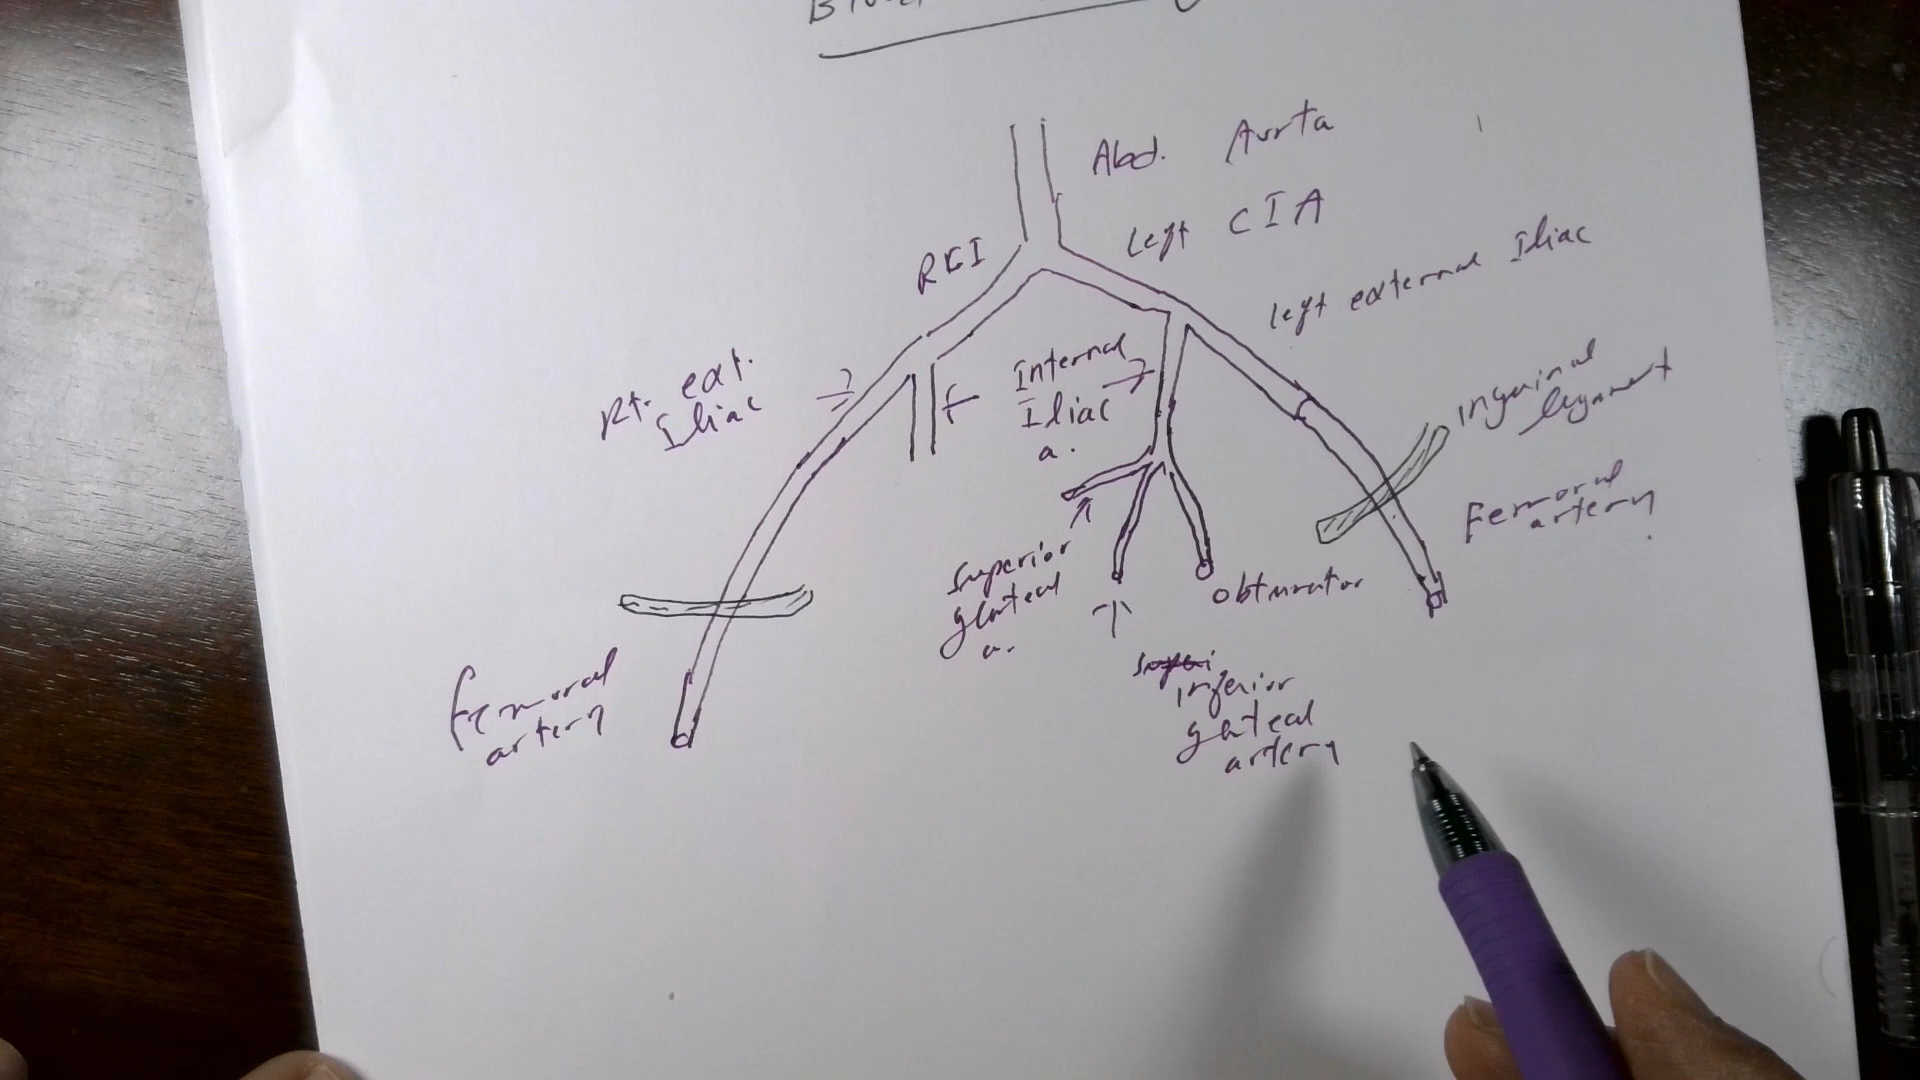 Abd. Aurta
Left CIA
RCI
left external Iliac
Rt. ext.
Iliac
Internal
Iliac
a.
Inguinal
ligament
Femoral
artery
Superior
gluteal
a.
Obturator
inferior
gluteal
artery
Femoral
artery